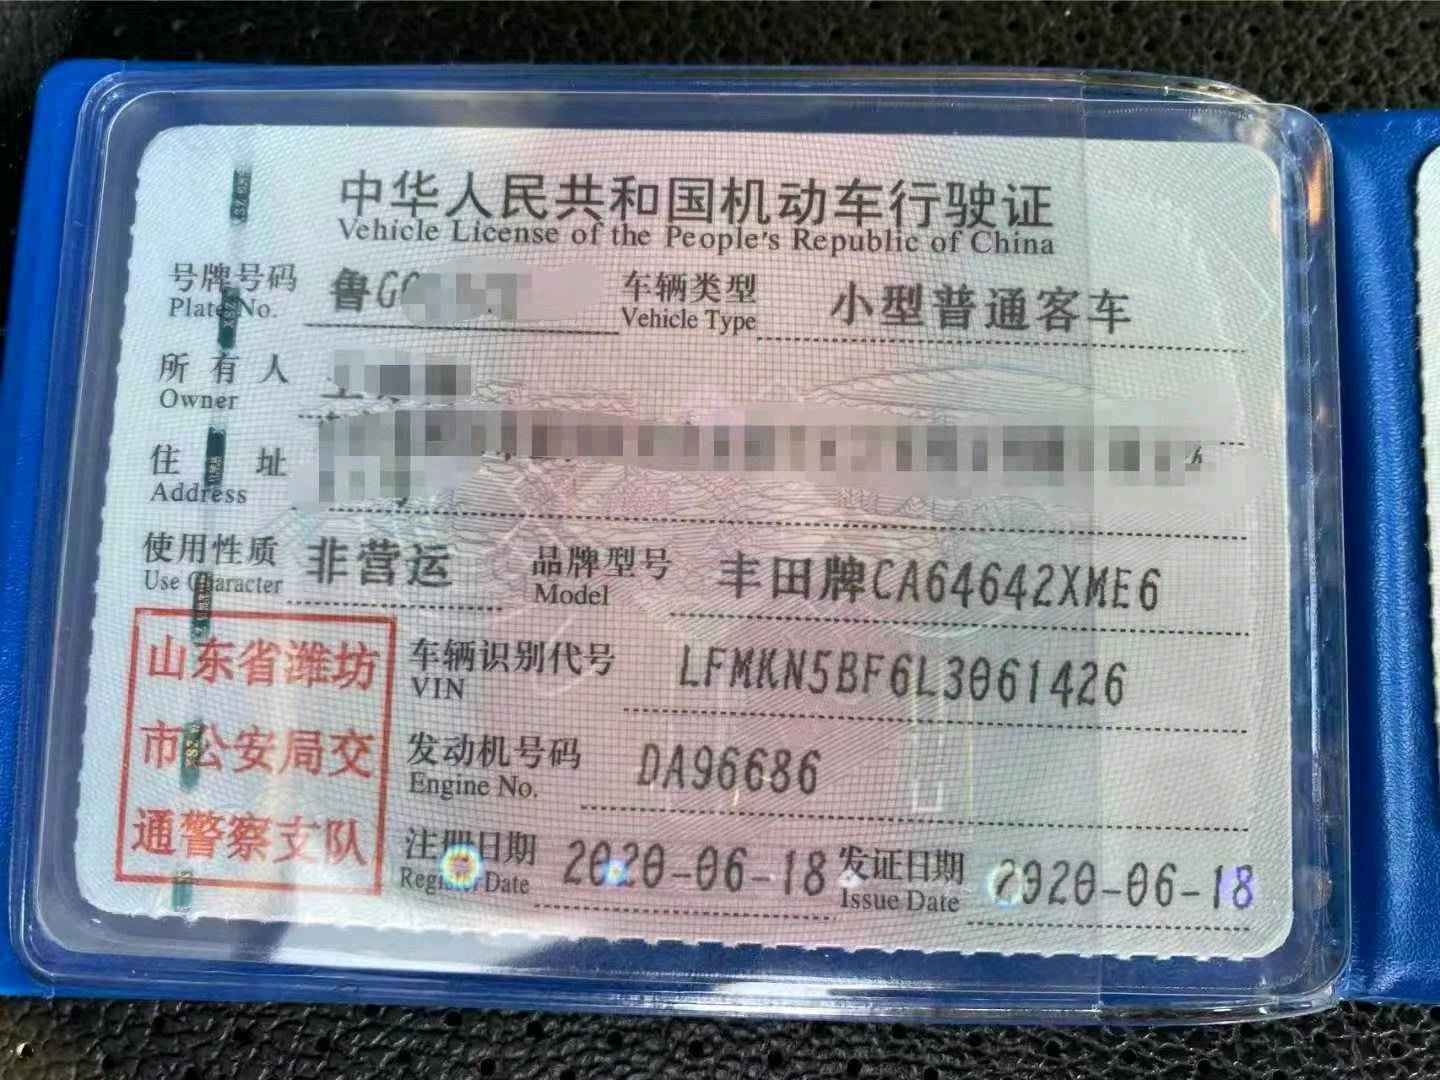 中华人民共和国机动车行驶证
Vehicle License of the People's Republic of China
号牌号码 鲁G 车辆类型 小型普通客车
Plate No. Vehicle Type
所有人
Owner
住址
Address
使用性质 非营运 品牌型号 丰田牌CA64642XME6
Use Character Model
山东省潍坊
市公安局交
通警察支队
车辆识别代号 LFMKN5BF6L3061426
VIN
发动机号码 DA96686
Engine No.
注册日期 2020-06-18 发证日期 2020-06-18
Register Date Issue Date